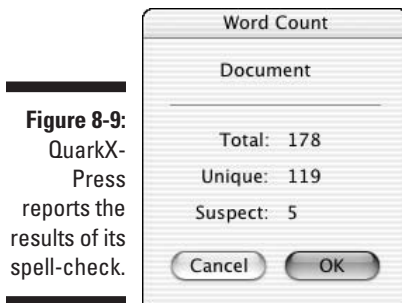 Word Count
Document
Total: 178
Unique: 119
Suspect: 5
Cancel
OK
Figure 8-9:
QuarkX-
Press
reports the
results of its
spell-check.